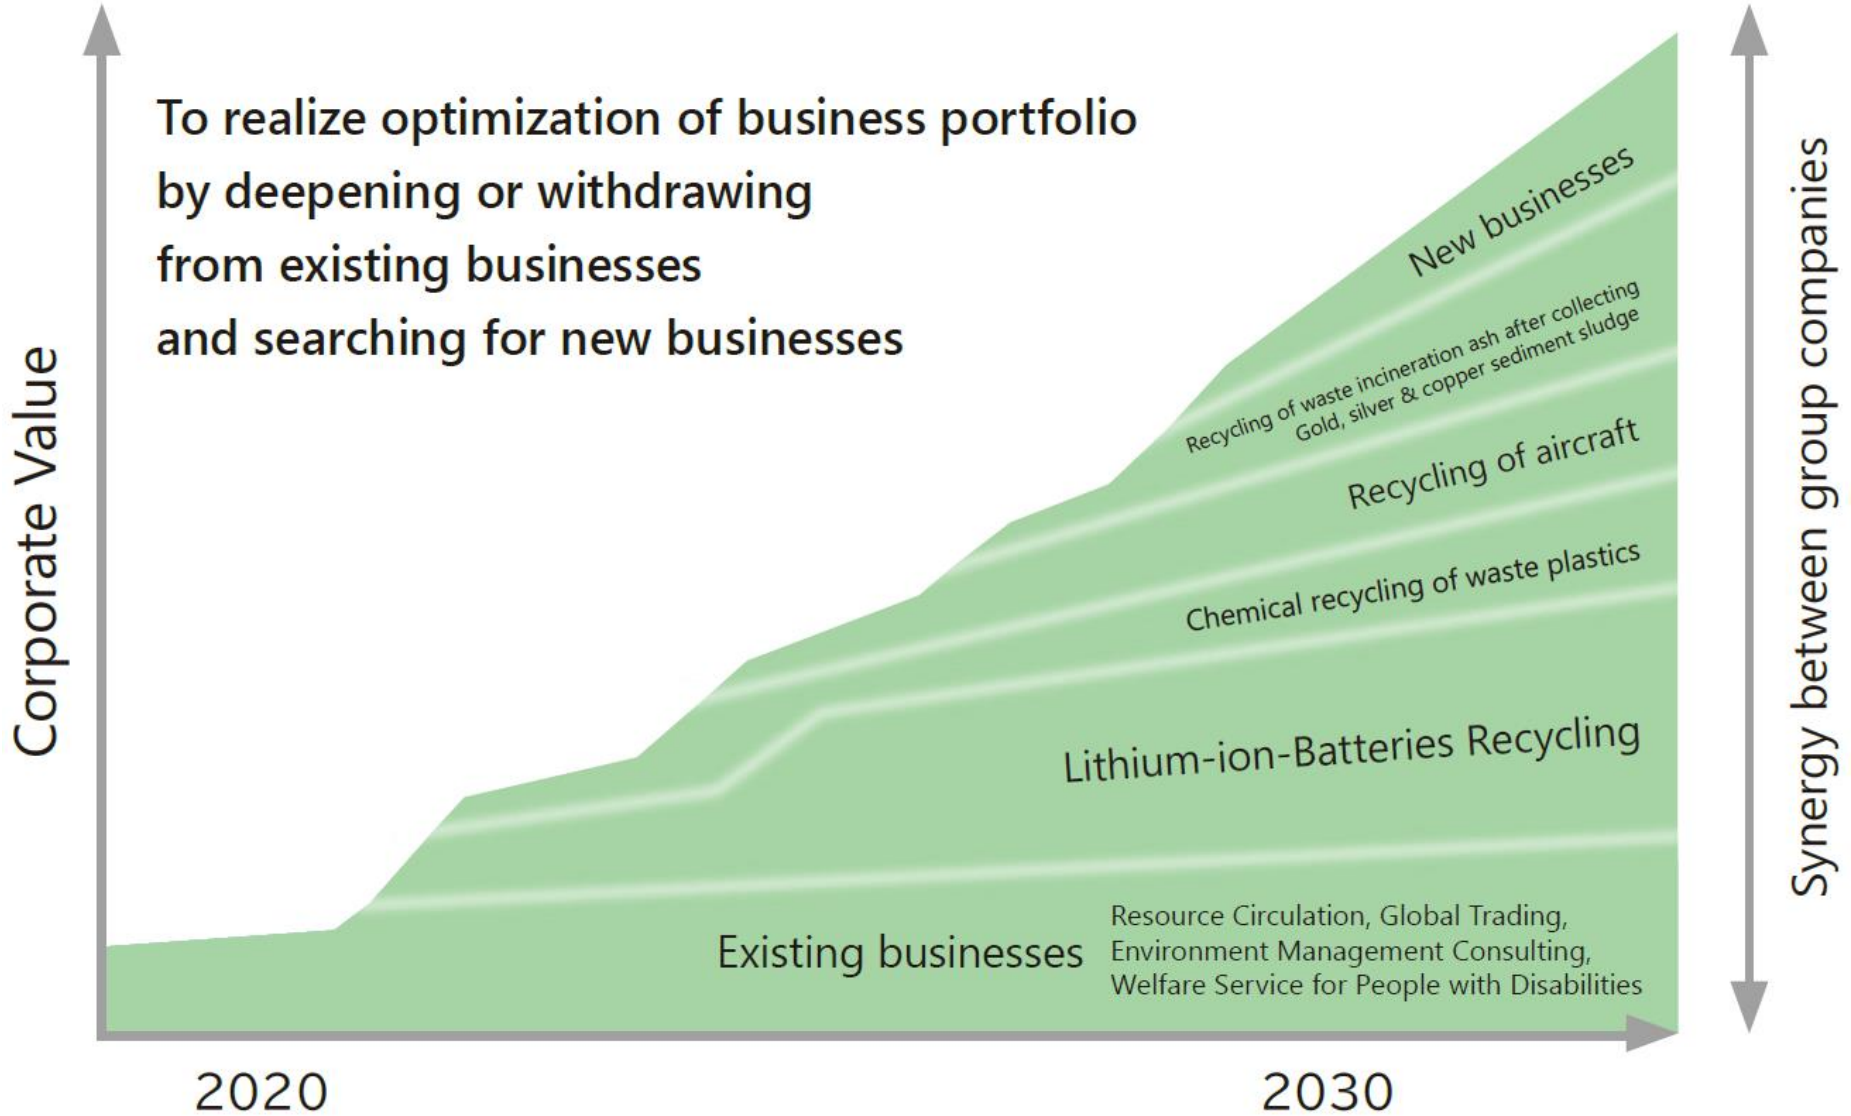 To realize optimization of business portfolio
by deepening or withdrawing
from existing businesses
and searching for new businesses
Corporate Value
New businesses
Recycling of waste incineration ash after collecting
Gold, silver & copper sediment sludge
Recycling of aircraft
Chemical recycling of waste plastics
Lithium-ion-Batteries Recycling
Existing businesses
Resource Circulation, Global Trading,
Environment Management Consulting,
Welfare Service for People with Disabilities
Synergy between group companies
2020
2030